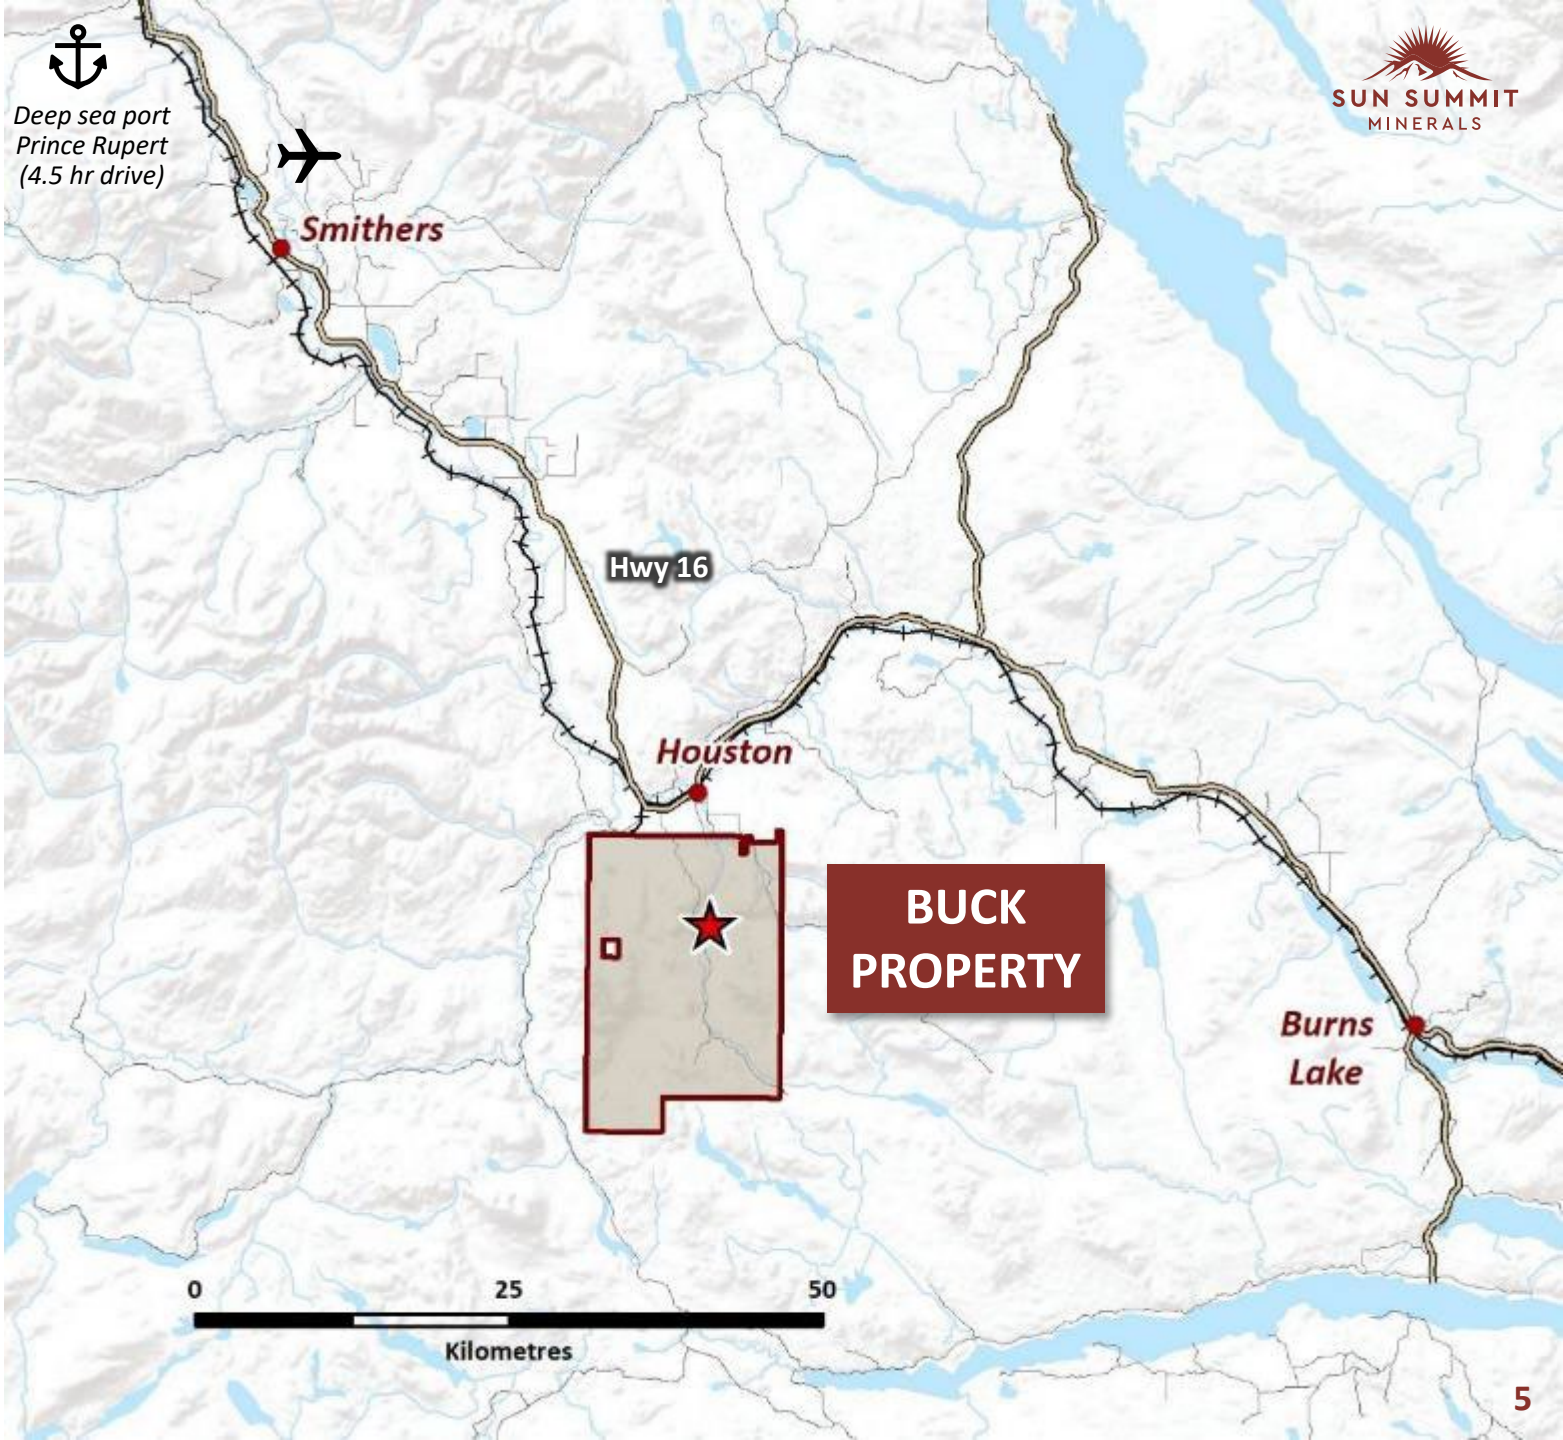 Deep sea port
Prince Rupert
(4.5 hr drive)
SUN SUMMIT
MINERALS
Smithers
Hwy 16
Houston
BUCK
PROPERTY
Burns
Lake
0 25 50
Kilometres
5